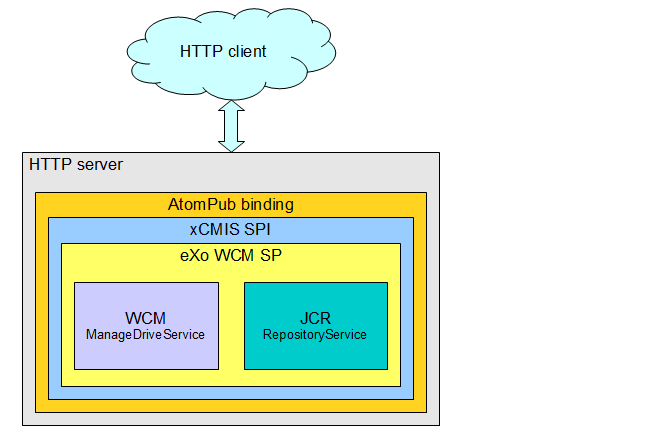 HTTP client
HTTP server
AtomPub binding
xCMIS SPI
eXo WCM SP
WCM
ManageDriveService
JCR
RepositoryService